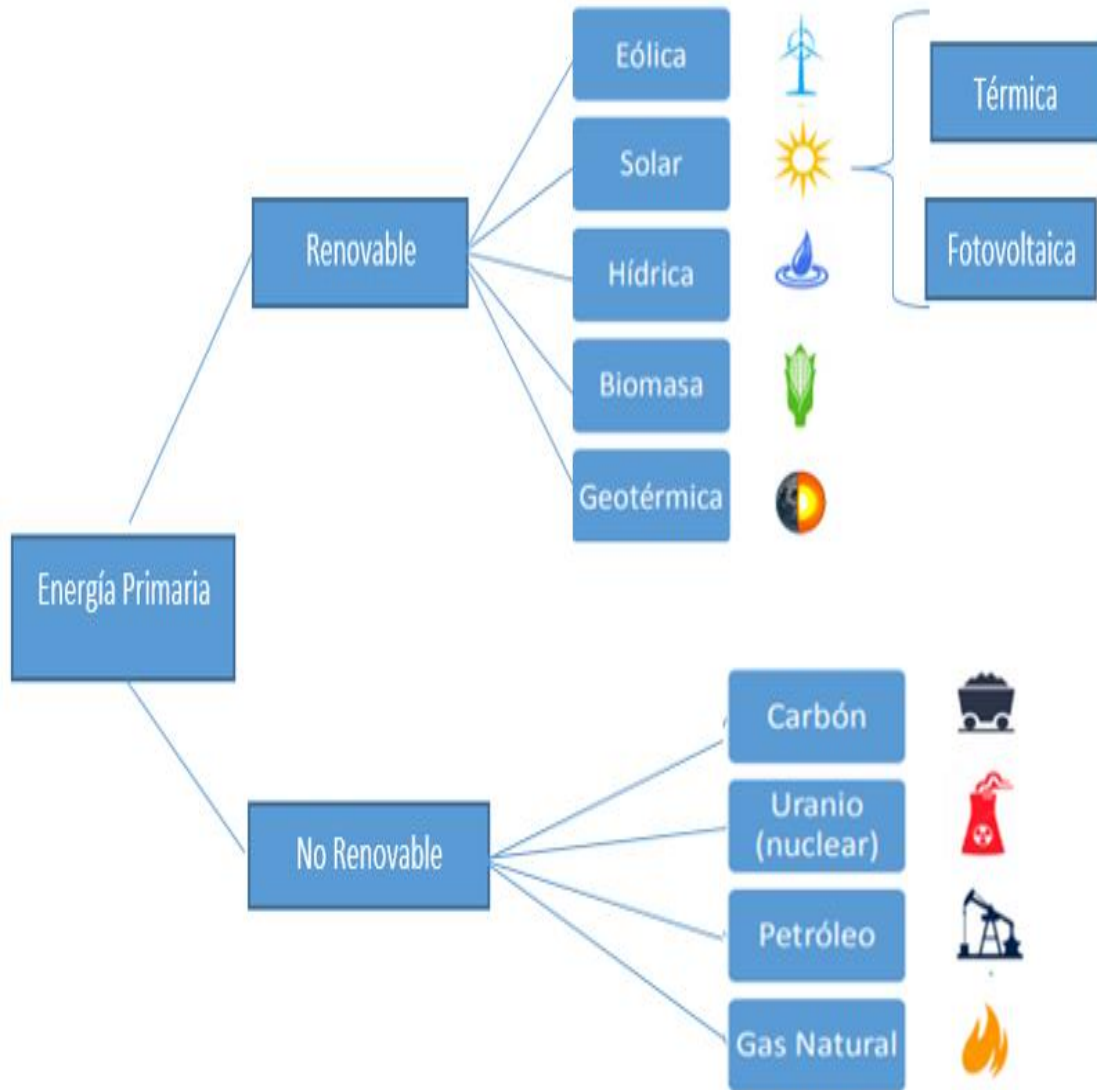 Eólica
Térmica
Solar
Renovable
Fotovoltaica
Hídrica
Biomasa
Geotérmica
Energía Primaria
Carbón
Uranio
(nuclear)
No Renovable
Petróleo
Gas Natural